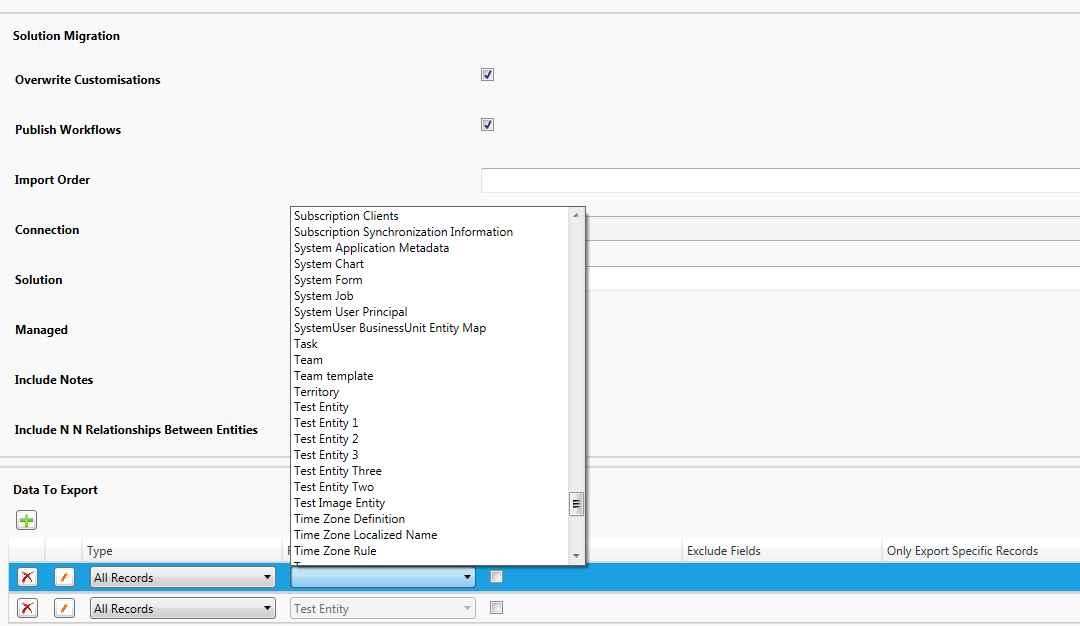 Solution Migration
Overwrite Customisations
Publish Workflows
Import Order
Connection
Solution
Managed
Include Notes
Include N N Relationships Between Entities
Subscription Clients
Subscription Synchronization Information
System Application Metadata
System Chart
System Form
System Job
System User Principal
SystemUser BusinessUnit Entity Map
Task
Team
Team template
Territory
Test Entity
Test Entity 1
Test Entity 2
Test Entity 3
Test Entity Three
Test Entity Two
Test Image Entity
Time Zone Definition
Time Zone Localized Name
Time Zone Rule
Data To Export
Type Exclude Fields Only Export Specific Records
All Records
All Records Test Entity